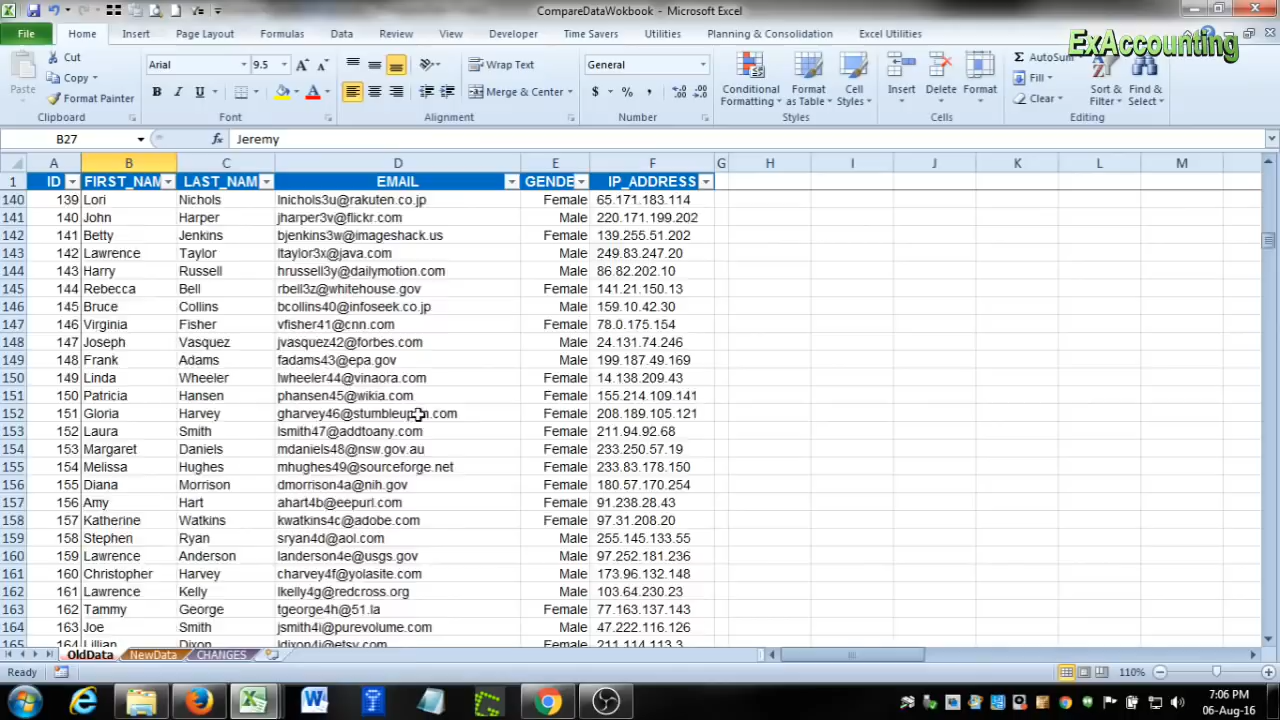 CompareDataWokbook - Microsoft Excel
File Home Insert Page Layout Formulas Data Review View Developer Time Savers Utilities Planning & Consolidation Excel Utilities
ExAccounting
Paste
Cut
Copy
Format Painter
Clipboard
Arial 9.5
B I U A
Font
Wrap Text
Merge & Center
Alignment
General
$ % ,
Number
Conditional Formatting
Format as Table
Cell Styles
Styles
Insert Delete Format
Cells
Σ AutoSum
Fill
Clear
Sort & Filter
Find & Select
Editing
B27 fx Jeremy
A B C D E F G H I J K L M
1 ID FIRST_NAM LAST_NAM EMAIL GENDE IP_ADDRESS
140 139 Lori Nichols lnichols3u@rakuten.co.jp Female 65.171.183.114
141 140 John Harper jharper3v@flickr.com Male 220.171.199.202
142 141 Betty Jenkins bjenkins3w@imageshack.us Female 139.255.51.202
143 142 Lawrence Taylor ltaylor3x@java.com Male 249.83.247.20
144 143 Harry Russell hrussell3y@dailymotion.com Male 86.82.202.10
145 144 Rebecca Bell rbell3z@whitehouse.gov Female 141.21.150.13
146 145 Bruce Collins bcollins40@infoseek.co.jp Male 159.10.42.30
147 146 Virginia Fisher vfisher41@cnn.com Female 78.0.175.154
148 147 Joseph Vasquez jvasquez42@forbes.com Male 24.131.74.246
149 148 Frank Adams fadams43@epa.gov Male 199.187.49.169
150 149 Linda Wheeler lwheeler44@vinaora.com Female 14.138.209.43
151 150 Patricia Hansen phansen45@wikia.com Female 155.214.109.141
152 151 Gloria Harvey gharvey46@stumbleupon.com Female 208.189.105.121
153 152 Laura Smith lsmith47@addtoany.com Female 211.94.92.68
154 153 Margaret Daniels mdaniels48@nsw.gov.au Female 233.250.57.19
155 154 Melissa Hughes mhughes49@sourceforge.net Female 233.83.178.150
156 155 Diana Morrison dmorrison4a@nih.gov Female 180.57.170.254
157 156 Amy Hart ahart4b@eepurl.com Female 91.238.28.43
158 157 Katherine Watkins kwatkins4c@adobe.com Female 97.31.208.20
159 158 Stephen Ryan sryan4d@aol.com Male 255.145.133.55
160 159 Lawrence Anderson landerson4e@usgs.gov Male 97.252.181.236
161 160 Christopher Harvey charvey4f@yolasite.com Male 173.96.132.148
162 161 Lawrence Kelly lkelly4g@redcross.org Male 103.64.230.23
163 162 Tammy George tgeorge4h@51.la Female 77.163.137.143
164 163 Joe Smith jsmith4i@purevolume.com Male 47.222.116.126
165 164 Lillian Dixon ldixon4j@etsy.com Female 211.114.113.3
OldData NewData CHANGES
Ready 110%
7:06 PM
06-Aug-16